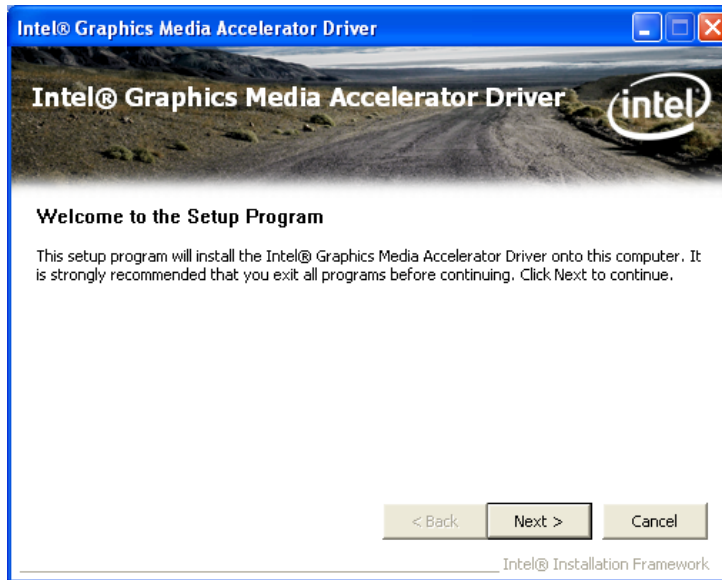 Intel® Graphics Media Accelerator Driver
Intel® Graphics Media Accelerator Driver
intel
Welcome to the Setup Program
This setup program will install the Intel® Graphics Media Accelerator Driver onto this computer. It
is strongly recommended that you exit all programs before continuing. Click Next to continue.
< Back Next > Cancel
Intel® Installation Framework